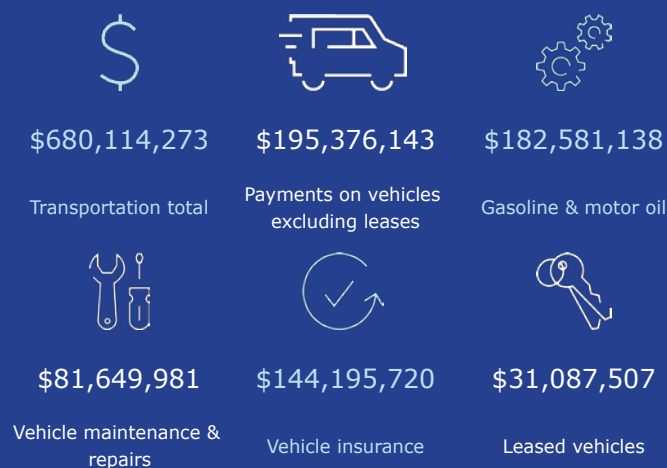 $680,114,273
Transportation total
$195,376,143
Payments on vehicles
excluding leases
$182,581,138
Gasoline & motor oil
$81,649,981
Vehicle maintenance &
repairs
$144,195,720
Vehicle insurance
$31,087,507
Leased vehicles